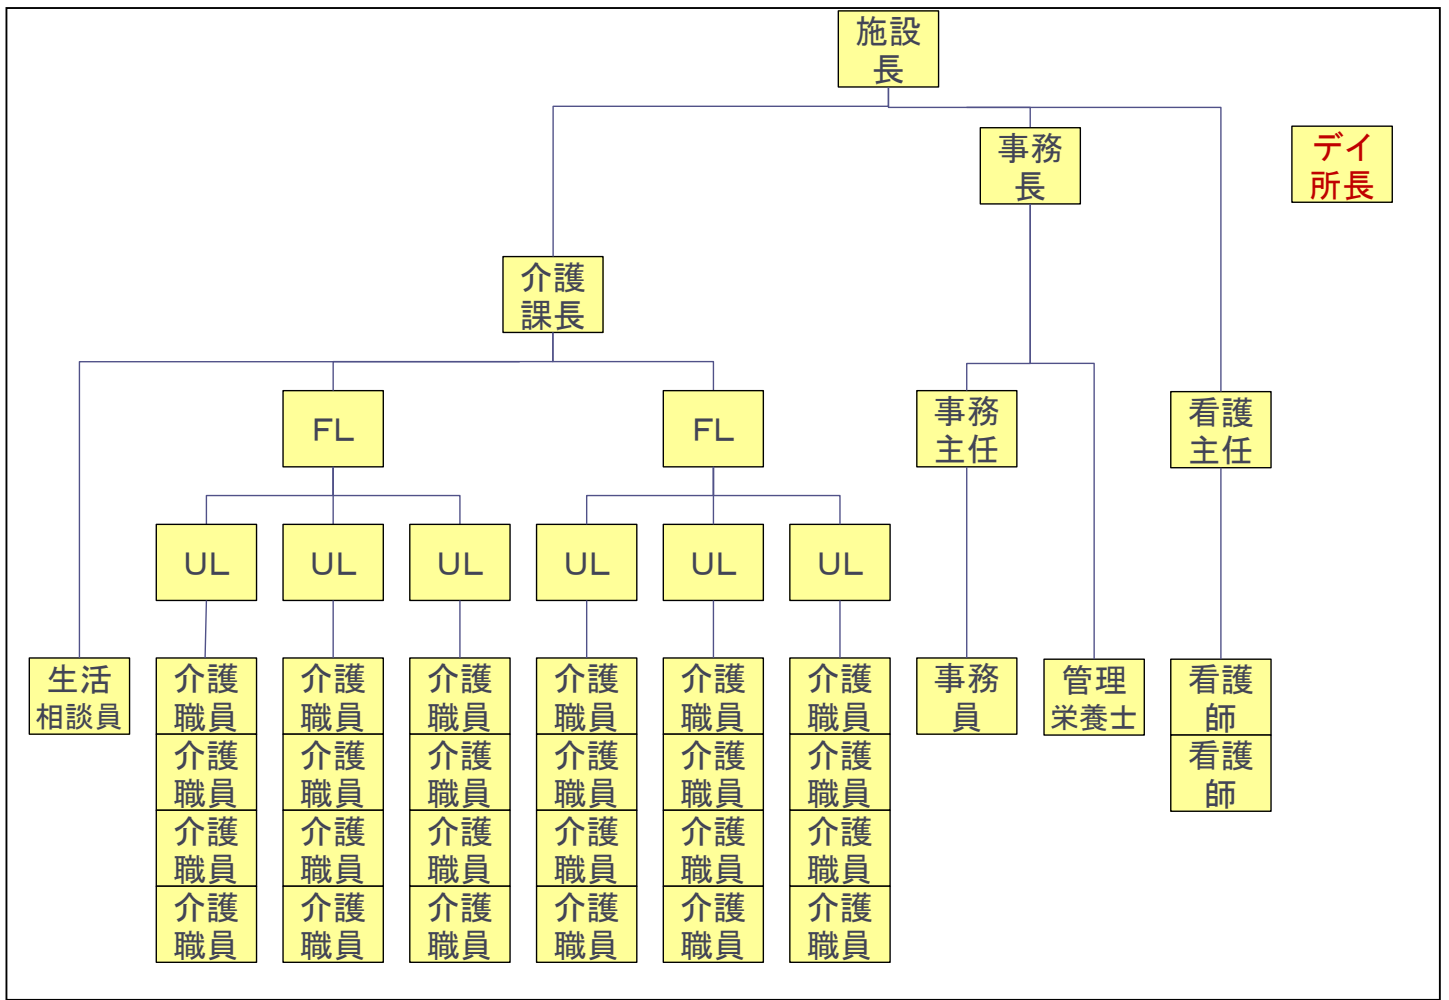 施設
長
事務
長
デイ
所長
介護
課長
FL
FL
事務
主任
看護
主任
UL
UL
UL
UL
UL
UL
生活
相談員
介護
職員
介護
職員
介護
職員
介護
職員
介護
職員
介護
職員
事務
員
管理
栄養士
看護
師
介護
職員
介護
職員
介護
職員
介護
職員
介護
職員
介護
職員
看護
師
介護
職員
介護
職員
介護
職員
介護
職員
介護
職員
介護
職員
介護
職員
介護
職員
介護
職員
介護
職員
介護
職員
介護
職員